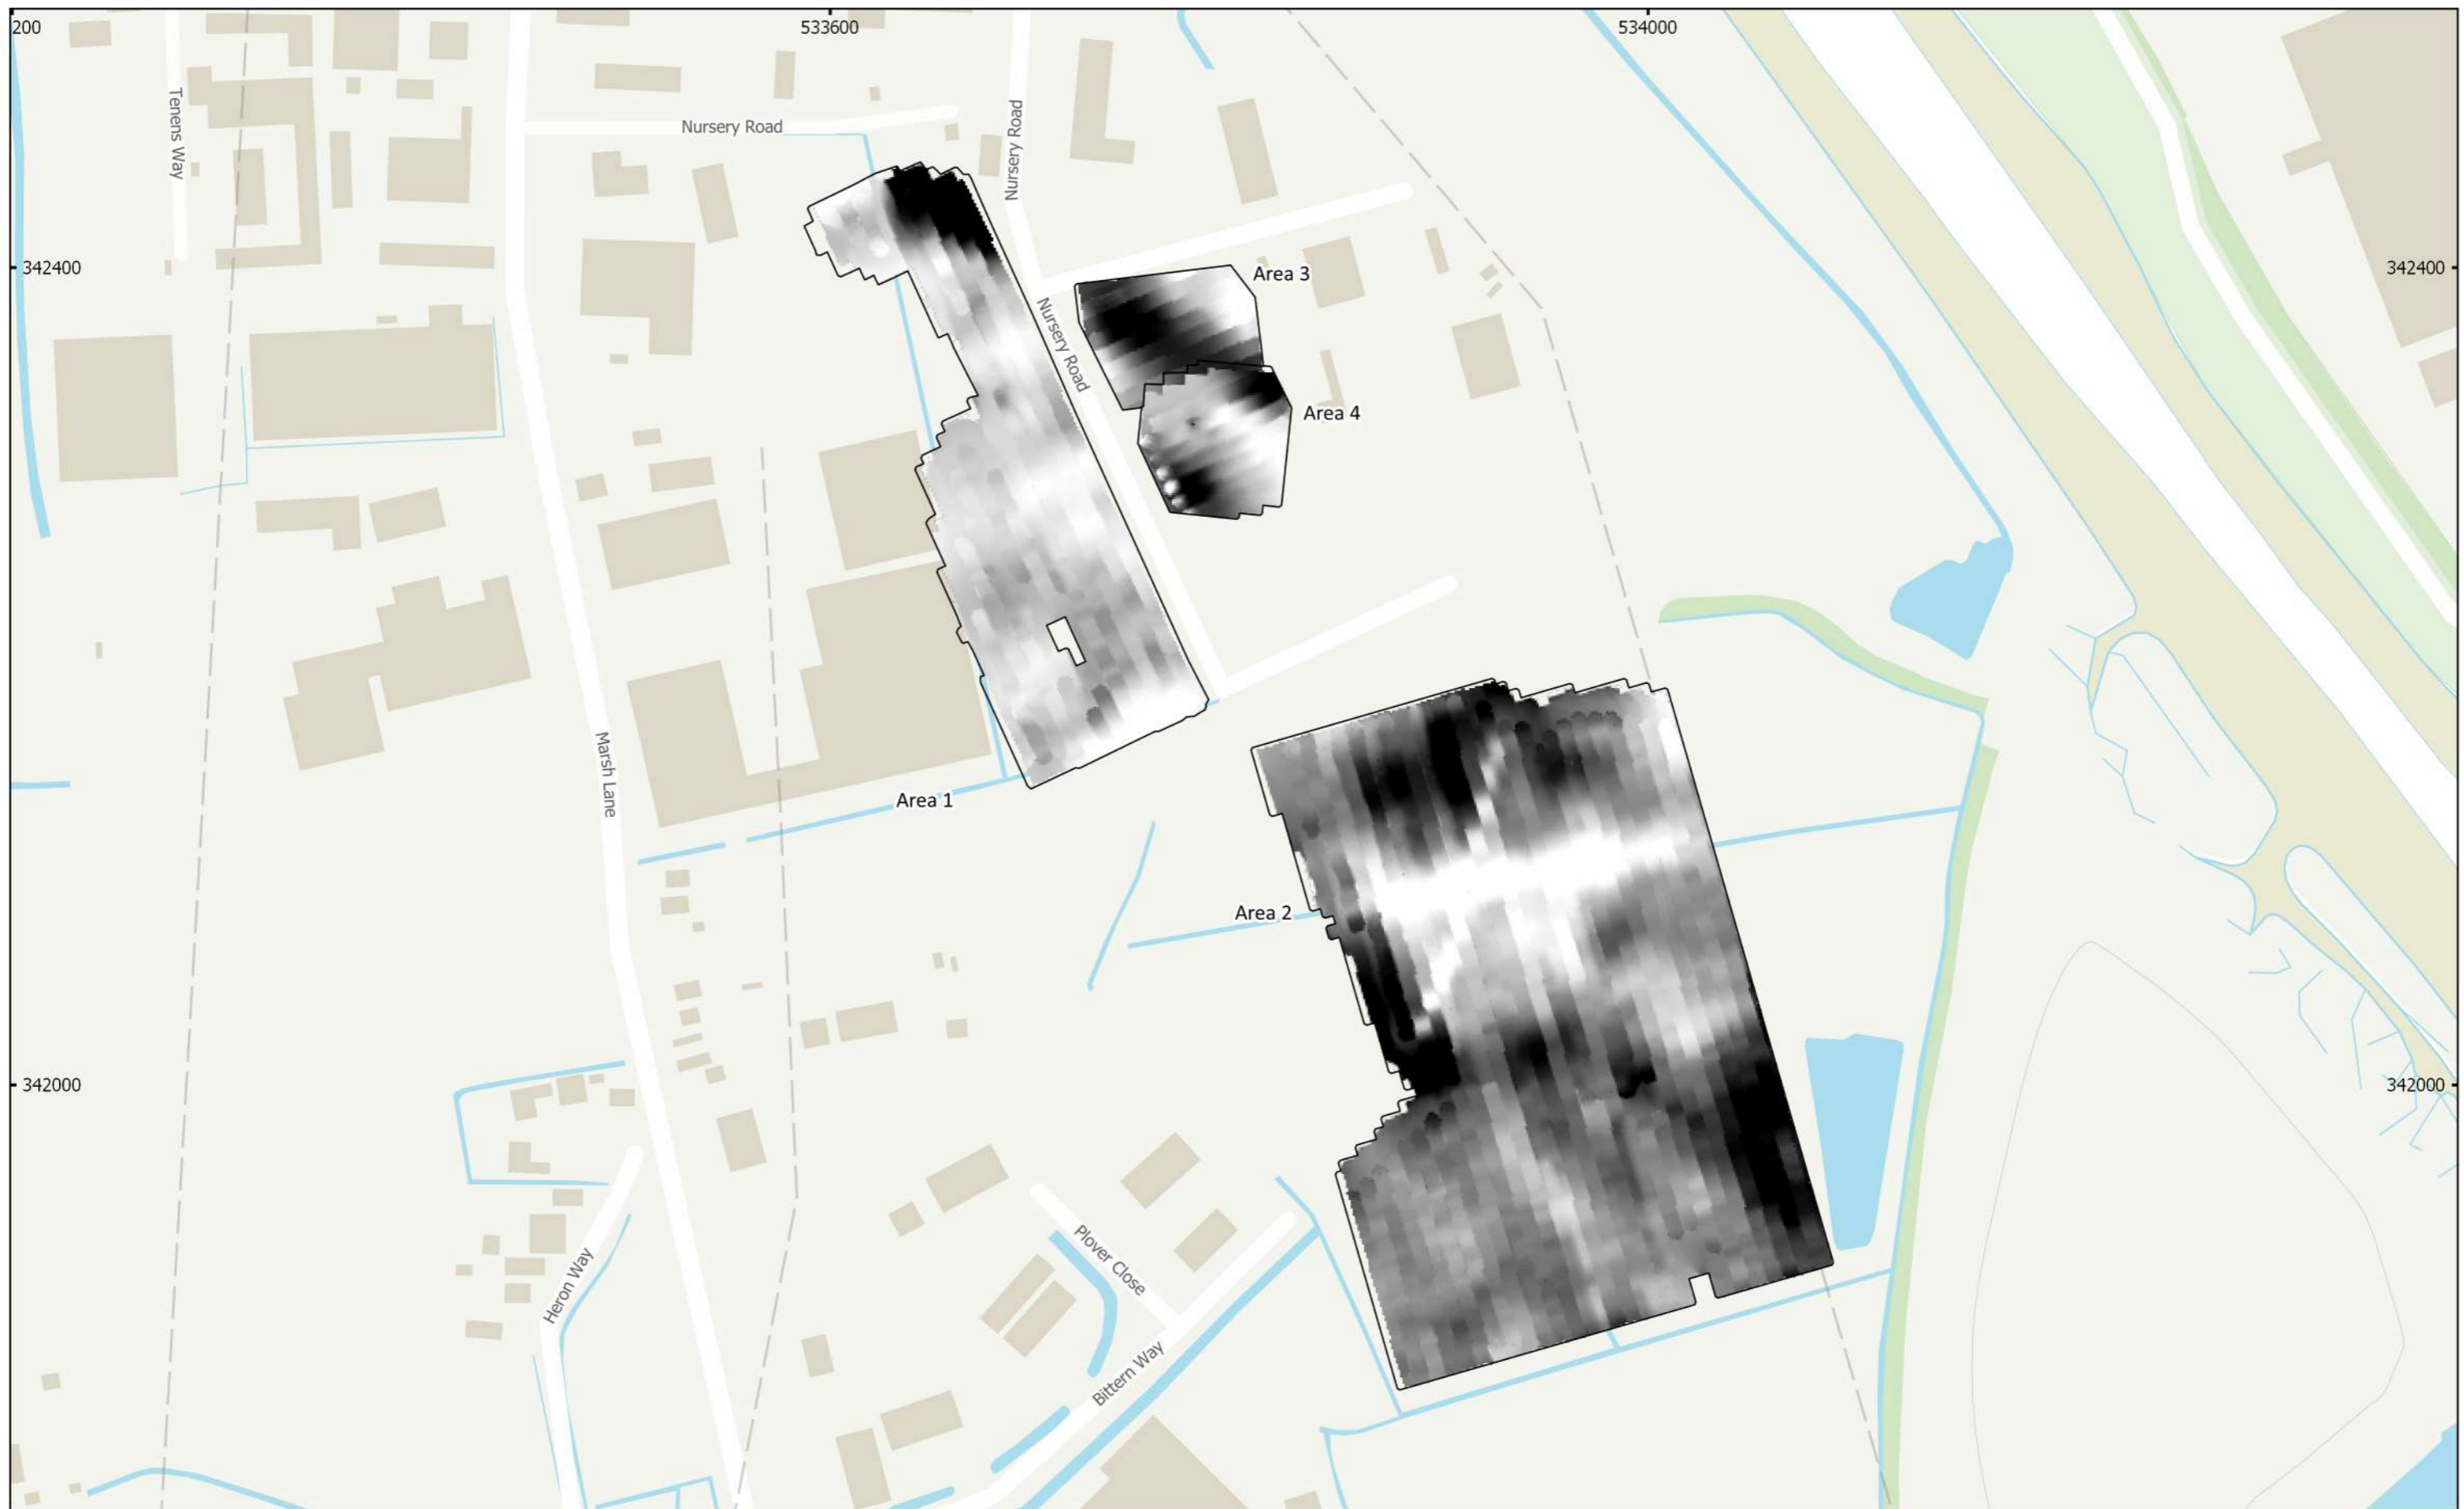 200
533600
534000
Tenens Way
Nursery Road
Nursery Road
342400
342400
Area 3
Nursery Road
Area 4
Marsh Lane
Area 1
Area 2
342000
342000
Plover Close
Heron Way
Bittern Way